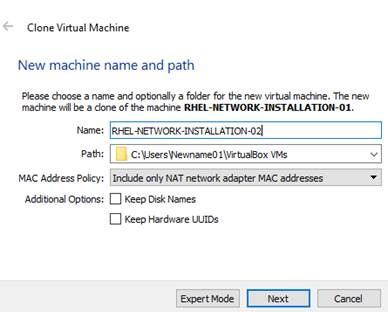 Clone Virtual Machine
New machine name and path
Please choose a name and optionally a folder for the new virtual machine. The new
machine will be a clone of the machine RHEL-NETWORK-INSTALLATION-01.
Name: RHEL-NETWORK-INSTALLATION-02
Path: C:\Users\Newname01\VirtualBox VMs
MAC Address Policy: Include only NAT network adapter MAC addresses
Additional Options: Keep Disk Names
Keep Hardware UUIDs
Expert Mode Next Cancel